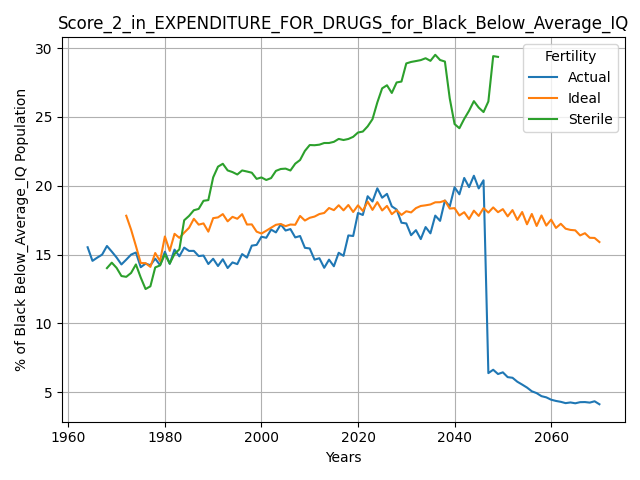 Score_2_in_EXPENDITURE_FOR_DRUGS_for_Black_Below_Average_IQ
% of Black Below_Average_IQ Population
30
25
20
15
10
5
Fertility
Actual
Ideal
Sterile
1960 1980 2000 2020 2040 2060
Years